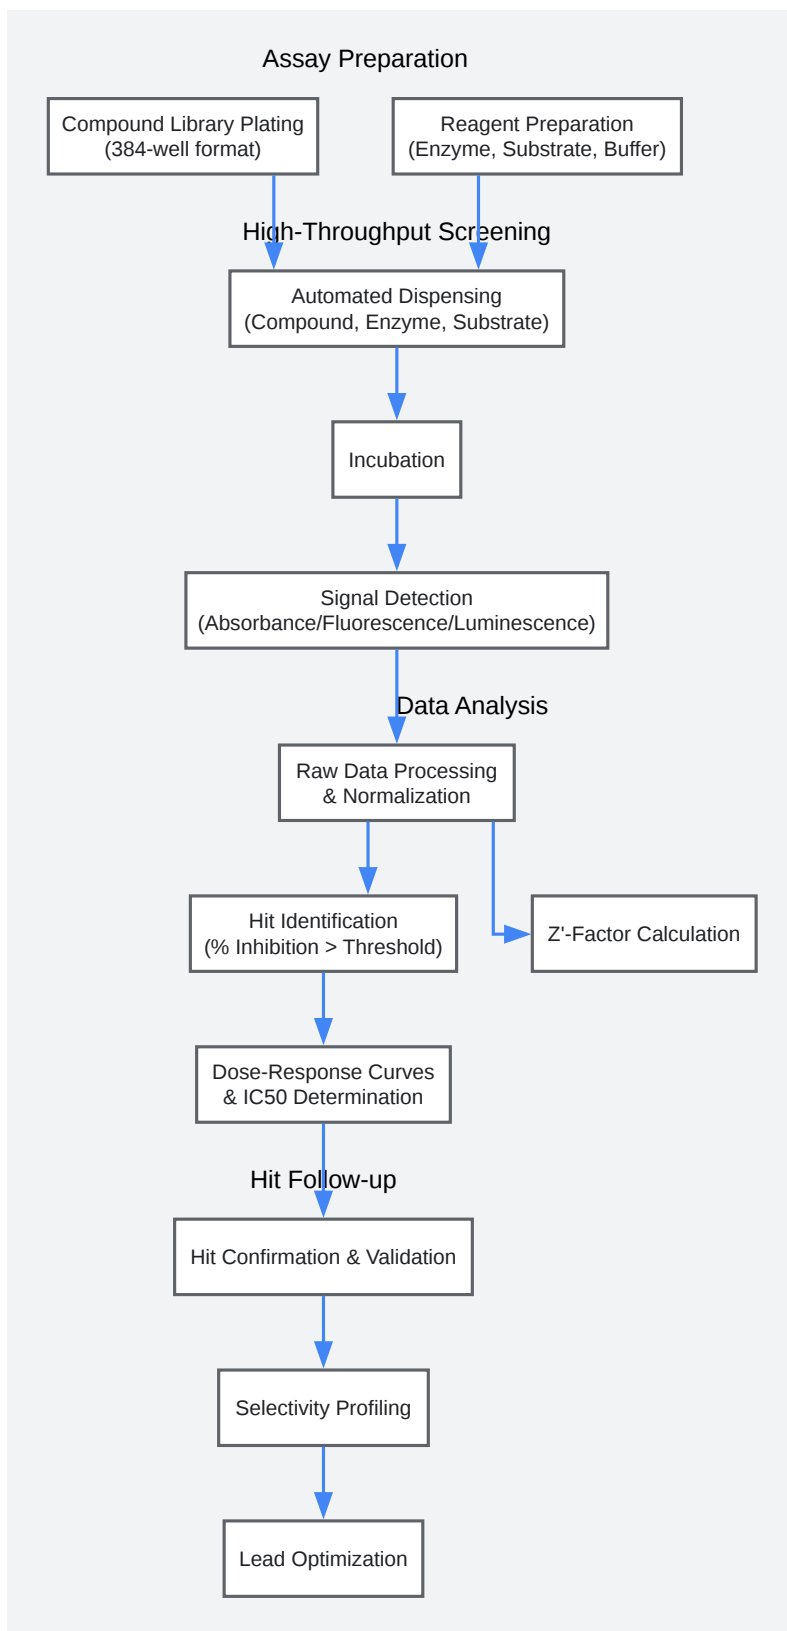 Assay Preparation
Compound Library Plating
(384-well format)
Reagent Preparation
(Enzyme, Substrate, Buffer)
High-Throughput Screening
Automated Dispensing
(Compound, Enzyme, Substrate)
Incubation
Signal Detection
(Absorbance/Fluorescence/Luminescence)
Data Analysis
Raw Data Processing
& Normalization
Hit Identification
(% Inhibition > Threshold)
Z'-Factor Calculation
Dose-Response Curves
& IC50 Determination
Hit Follow-up
Hit Confirmation & Validation
Selectivity Profiling
Lead Optimization